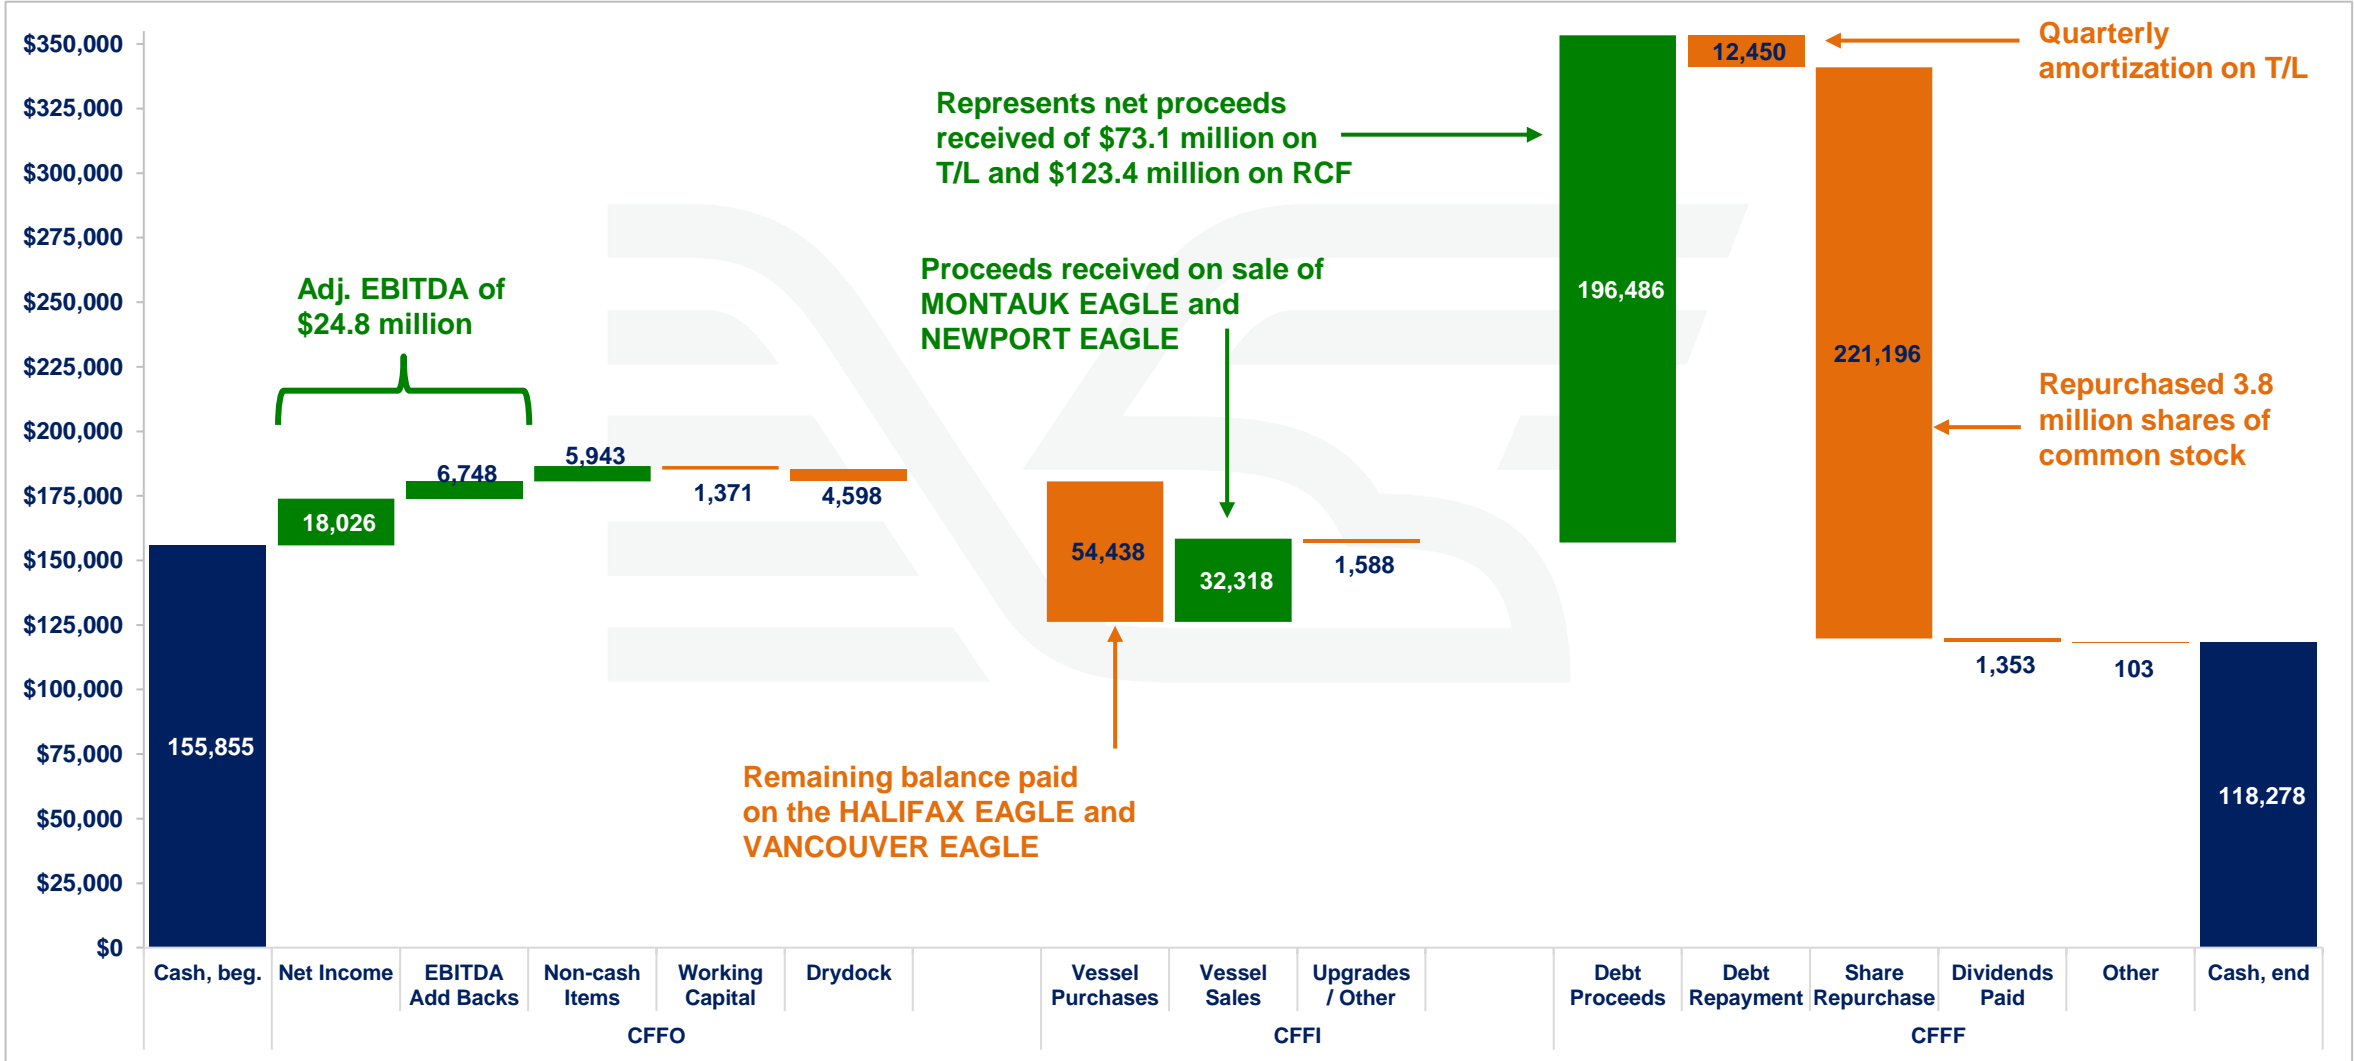 $350,000
$325,000
$300,000
$275,000
$250,000
$225,000
$200,000
$175,000
$150,000
$125,000
$100,000
$75,000
$50,000
$25,000
$0
155,855
Adj. EBITDA of
$24.8 million
18,026
6,748
5,943
1,371
4,598
Represents net proceeds
received of $73.1 million on
T/L and $123.4 million on RCF
Proceeds received on sale of
MONTAUK EAGLE and
NEWPORT EAGLE
54,438
32,318
1,588
Remaining balance paid
on the HALIFAX EAGLE and
VANCOUVER EAGLE
196,486
12,450
Quarterly
amortization on T/L
221,196
Repurchased 3.8
million shares of
common stock
1,353
103
118,278
Cash, beg.
Net Income
EBITDA
Add Backs
Non-cash
Items
Working
Capital
Drydock
Vessel
Purchases
Vessel
Sales
Upgrades
/ Other
Debt
Proceeds
Debt
Repayment
Share
Repurchase
Dividends
Paid
Other
Cash, end
CFFO
CFFI
CFFF